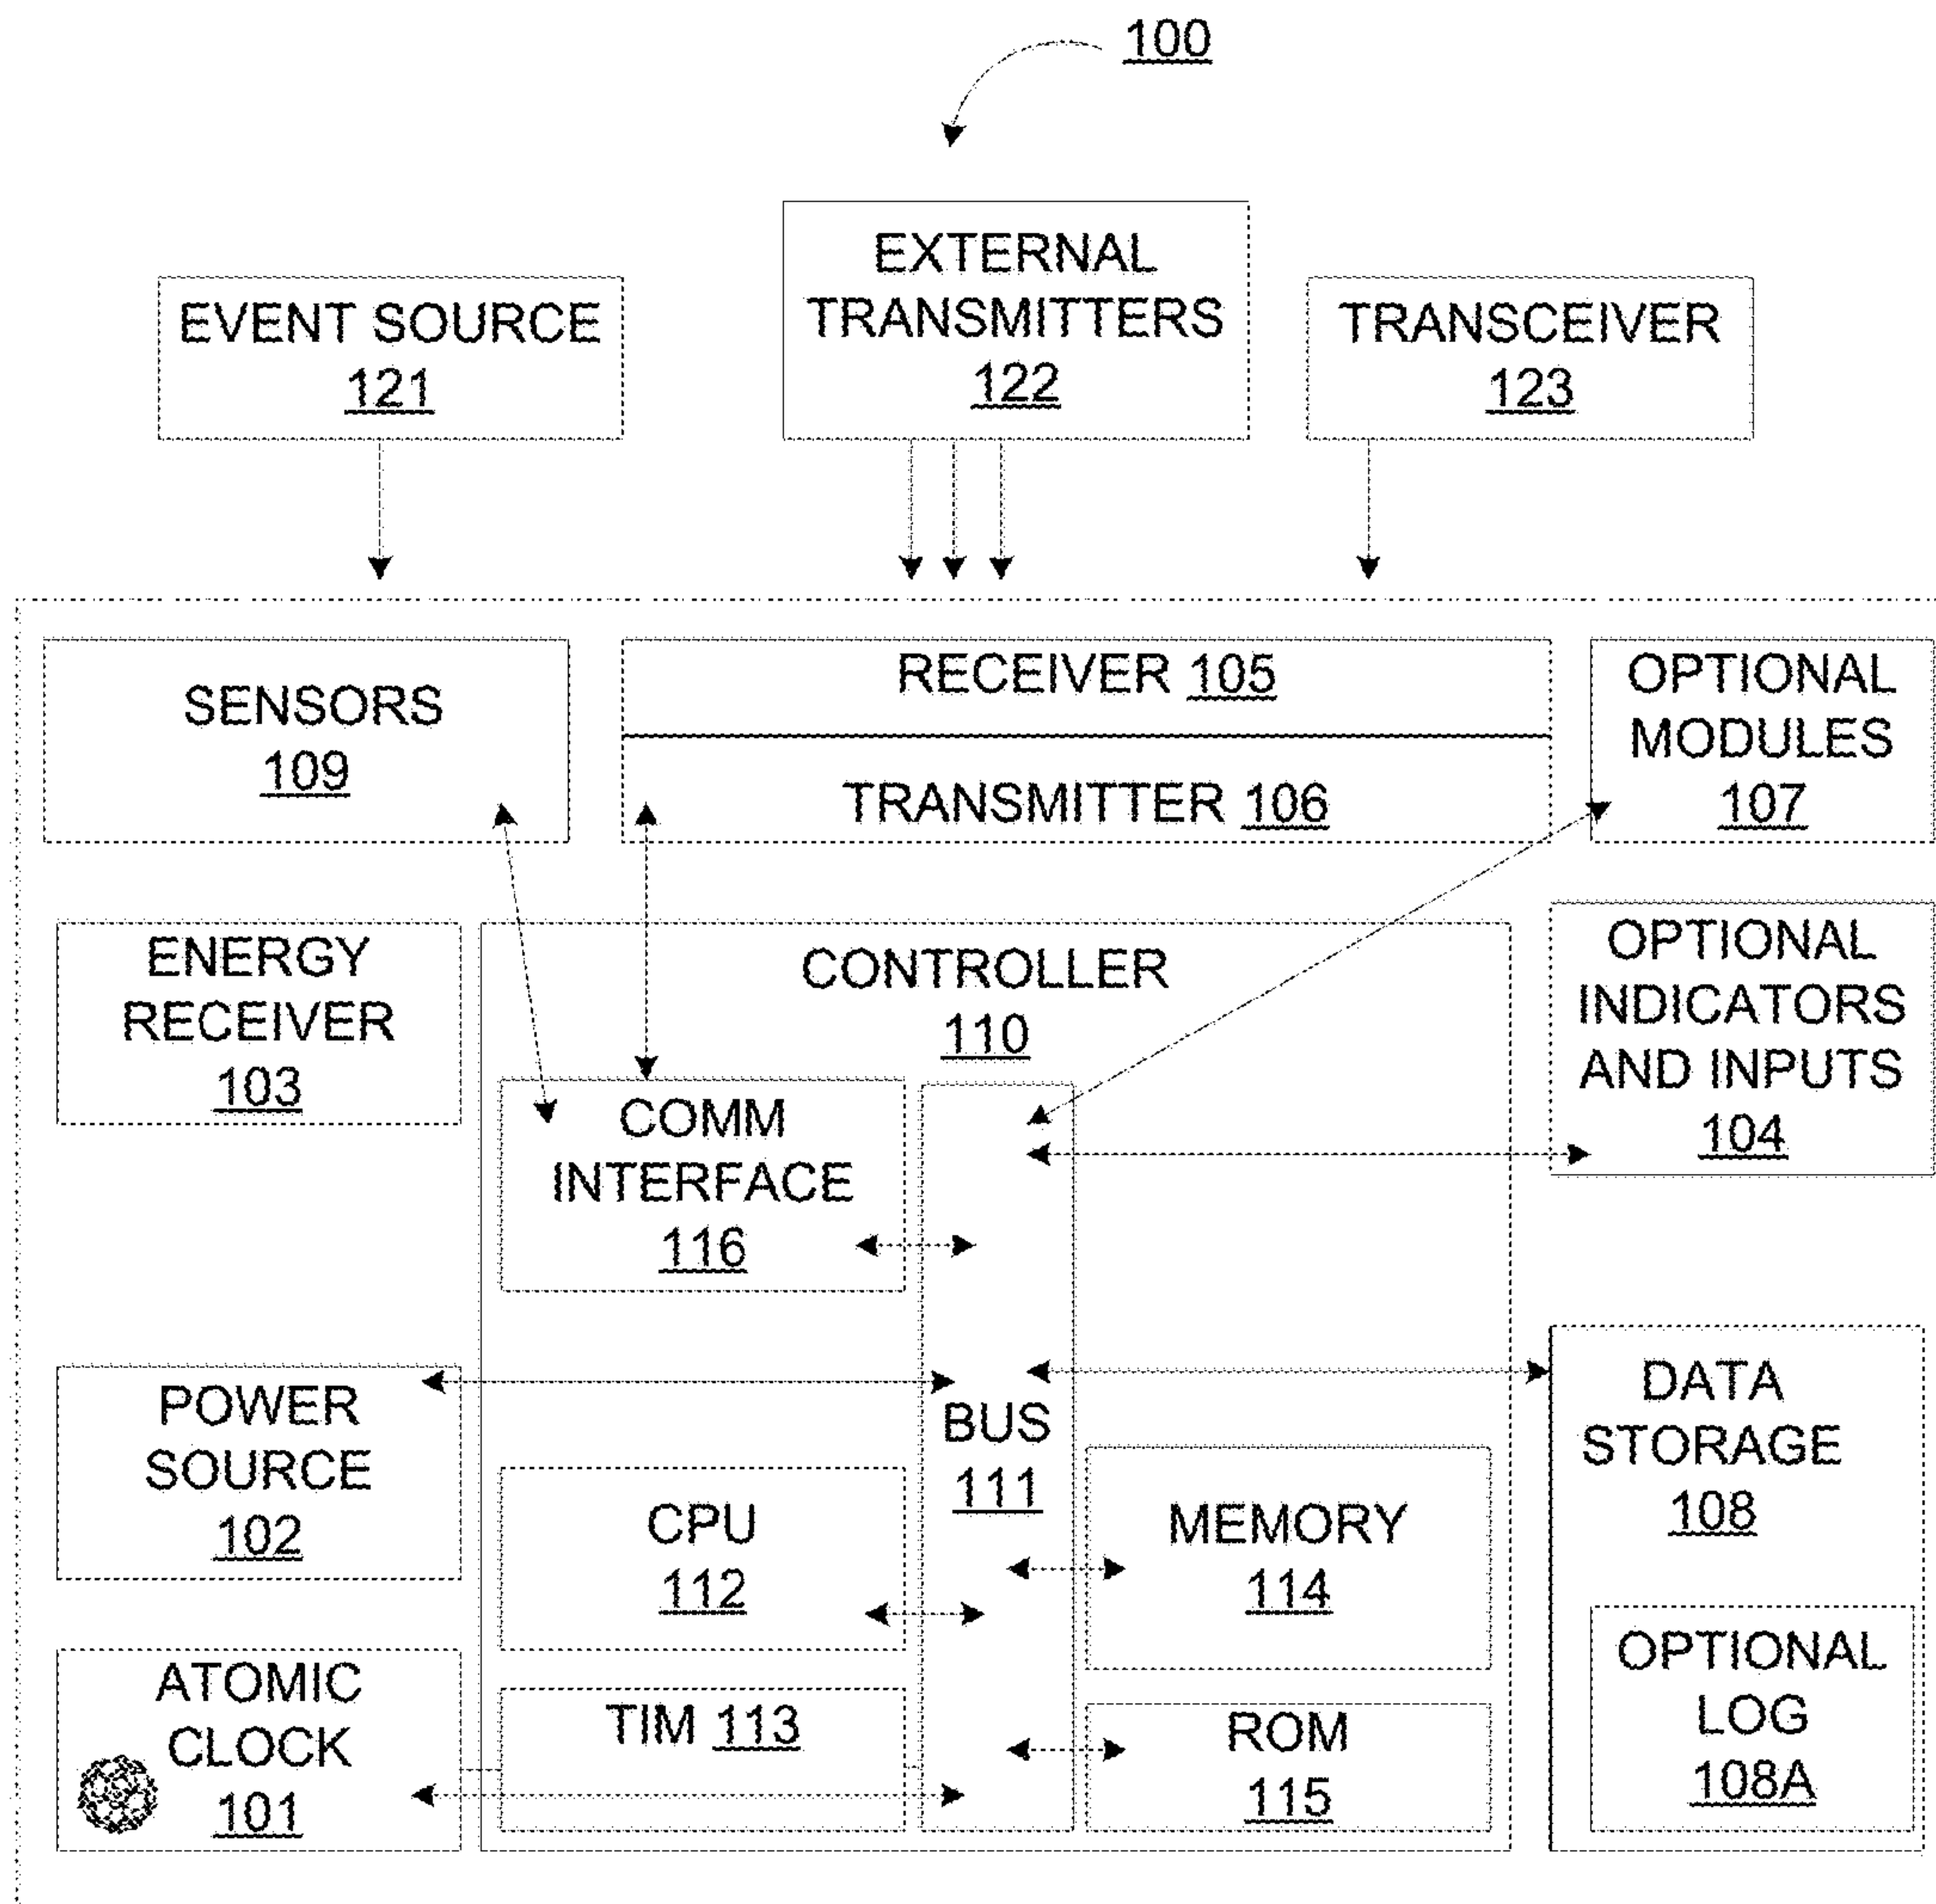 100
EVENT SOURCE
121
EXTERNAL
TRANSMITTERS
122
TRANSCEIVER
123
SENSORS
109
RECEIVER 105
TRANSMITTER 106
OPTIONAL
MODULES
107
ENERGY
RECEIVER
103
CONTROLLER
110
OPTIONAL
INDICATORS
AND INPUTS
104
COMM
INTERFACE
116
POWER
SOURCE
102
BUS
111
DATA
STORAGE
108
CPU
112
MEMORY
114
ATOMIC
CLOCK
101
TIM 113
ROM
115
OPTIONAL
LOG
108A